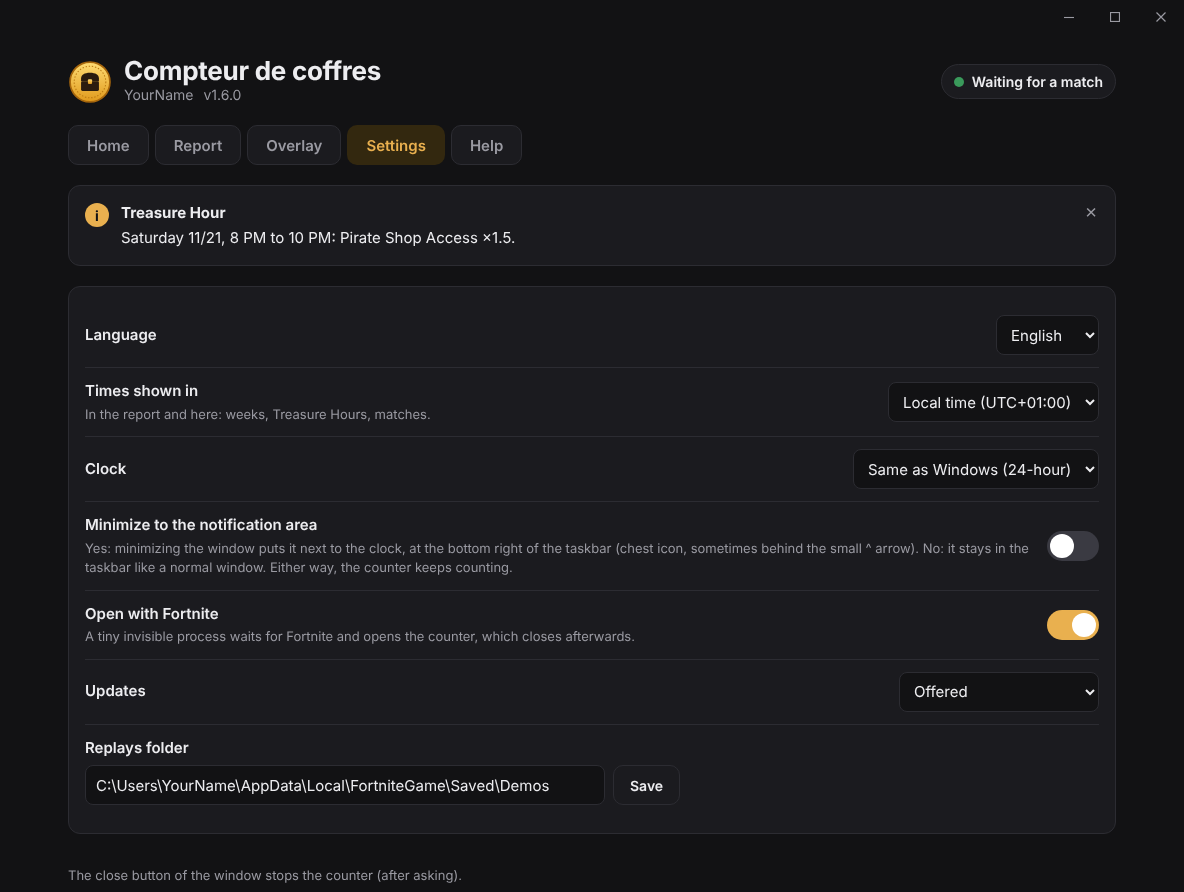 Compteur de coffres
YourName v1.6.0
Waiting for a match
Home Report Overlay Settings Help
i
Treasure Hour
Saturday 11/21, 8 PM to 10 PM: Pirate Shop Access ×1.5.
Language
English
Times shown in
In the report and here: weeks, Treasure Hours, matches.
Local time (UTC+01:00)
Clock
Same as Windows (24-hour)
Minimize to the notification area
Yes: minimizing the window puts it next to the clock, at the bottom right of the taskbar (chest icon, sometimes behind the small ^ arrow). No: it stays in the
taskbar like a normal window. Either way, the counter keeps counting.
Open with Fortnite
A tiny invisible process waits for Fortnite and opens the counter, which closes afterwards.
Updates
Offered
Replays folder
C:\Users\YourName\AppData\Local\FortniteGame\Saved\Demos
Save
The close button of the window stops the counter (after asking).